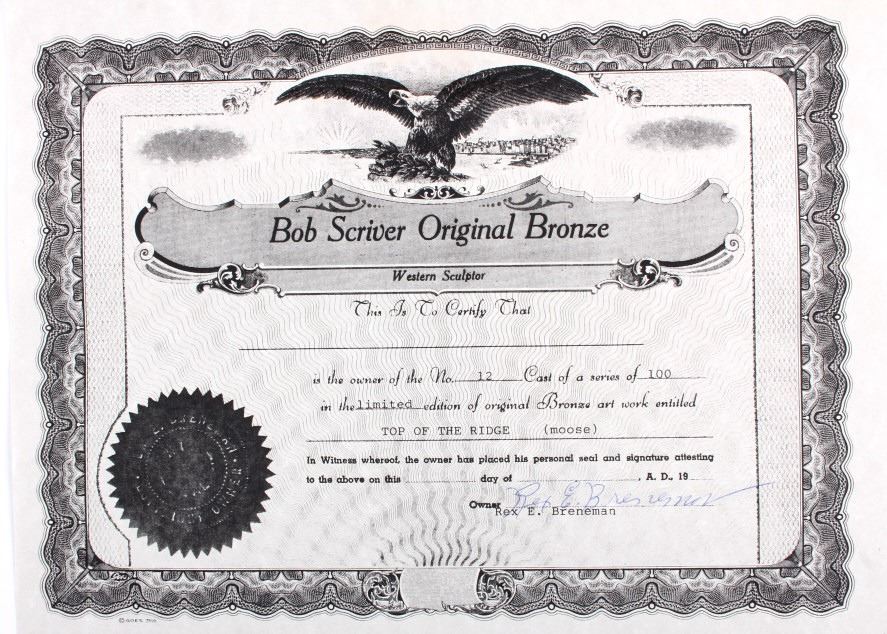 Bob Scriver Original Bronze
Western Sculptor
This Is To Certify That
is the owner of the No. 12 Cast of a series of 100
in the limited edition of original Bronze art work entitled
TOP OF THE RIDGE (moose)
In Witness whereof, the owner has placed his personal seal and signature attesting
to the above on this day of , A. D., 19
Owner Rex E. Breneman
Rex E. Breneman
© GOES